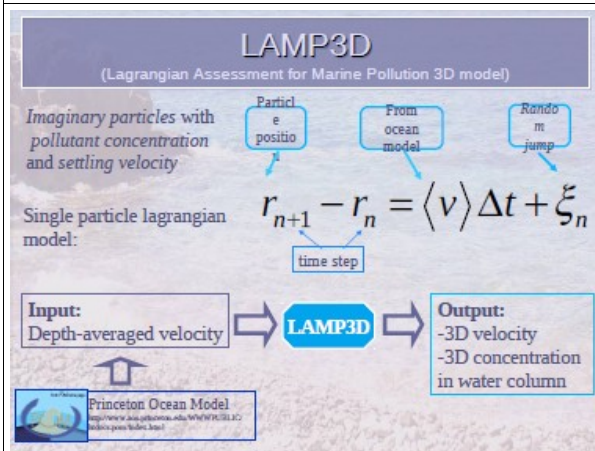 LAMP3D
(Lagrangian Assessment for Marine Pollution 3D model)
Imaginary particles with
pollutant concentration
and settling velocity
Particl
e
positio
n
From
ocean
model
Rando
m
jump
Single particle lagrangian
model:
r_{n+1} − r_n = ⟨v⟩ Δt + ξ_n
time step
Input:
Depth-averaged velocity
LAMP3D
Output:
-3D velocity
-3D concentration
in water column
Princeton Ocean Model